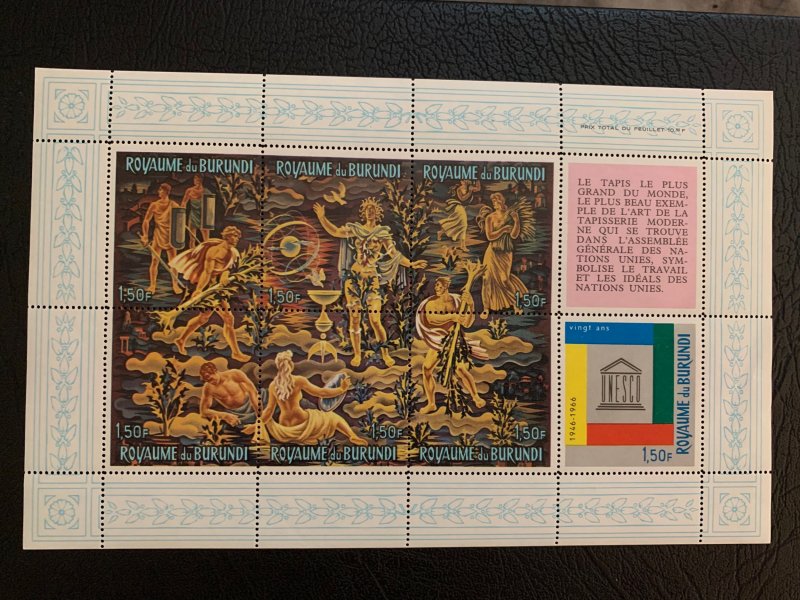 PRIX TOTAL DU FEUILLET 10,50 F
ROYAUME du BURUNDI
ROYAUME du BURUNDI
ROYAUME du BURUNDI
1,50F
1,50F
1,50F
LE TAPIS LE PLUS
GRAND DU MONDE,
LE PLUS BEAU EXEM-
PLE DE L'ART DE LA
TAPISSERIE MODER-
NE QUI SE TROUVE
DANS L'ASSEMBLÉE
GÉNÉRALE DES NA-
TIONS UNIES, SYM-
BOLISE LE TRAVAIL
ET LES IDÉALS DES
NATIONS UNIES.
1,50F
1,50F
1,50F
ROYAUME du BURUNDI
ROYAUME du BURUNDI
ROYAUME du BURUNDI
vingt ans
1946-1966
UNESCO
ROYAUME du BURUNDI
1,50F